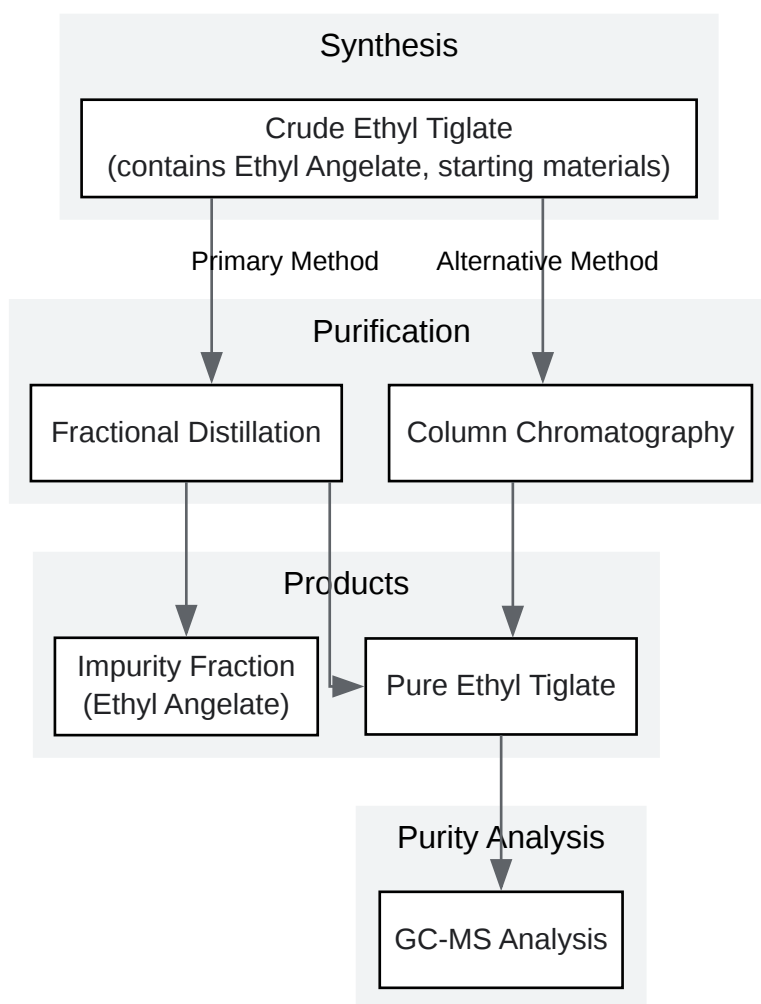 Synthesis
Crude Ethyl Tiglate
(contains Ethyl Angelate, starting materials)
Primary Method
Alternative Method
Purification
Fractional Distillation
Column Chromatography
Products
Impurity Fraction
(Ethyl Angelate)
Pure Ethyl Tiglate
Purity Analysis
GC-MS Analysis